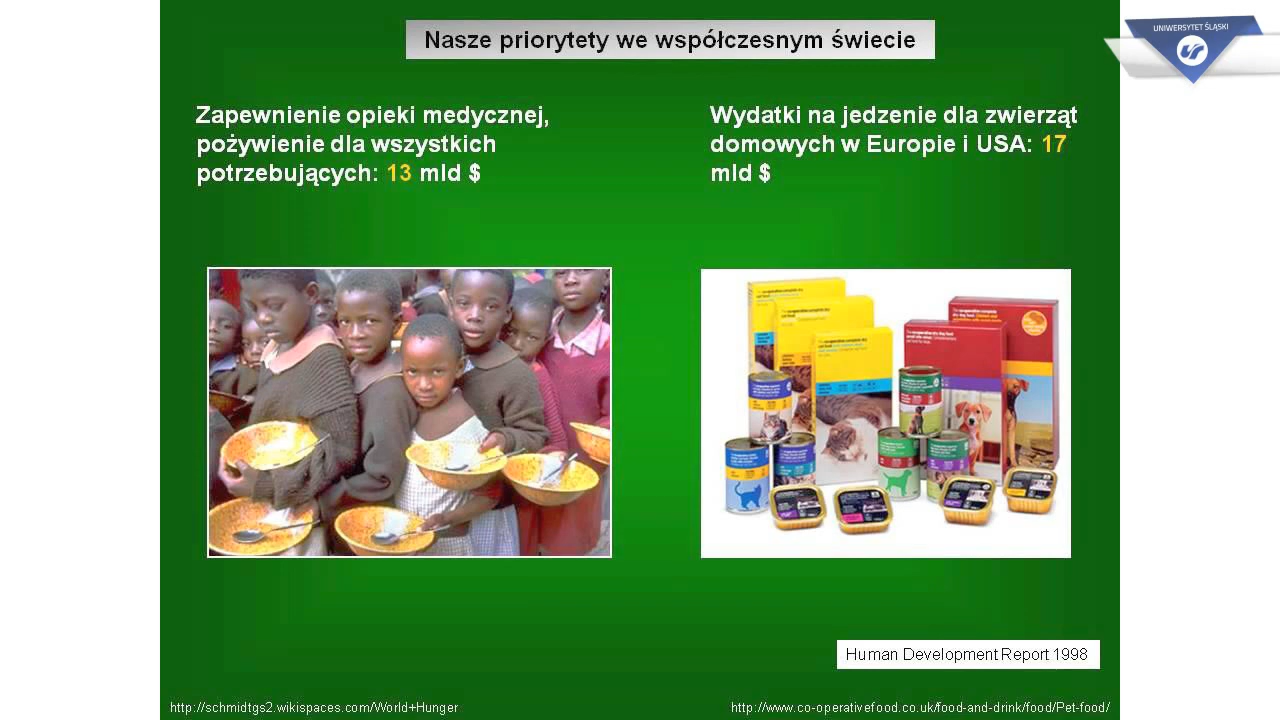 Nasze priorytety we współczesnym świecie
UNIWERSYTET ŚLĄSKI
Zapewnienie opieki medycznej,
pożywienie dla wszystkich
potrzebujących: 13 mld $
Wydatki na jedzenie dla zwierząt
domowych w Europie i USA: 17
mld $
Human Development Report 1998
http://schmidtgs2.wikispaces.com/World+Hunger
http://www.co-operativefood.co.uk/food-and-drink/food/Pet-food/